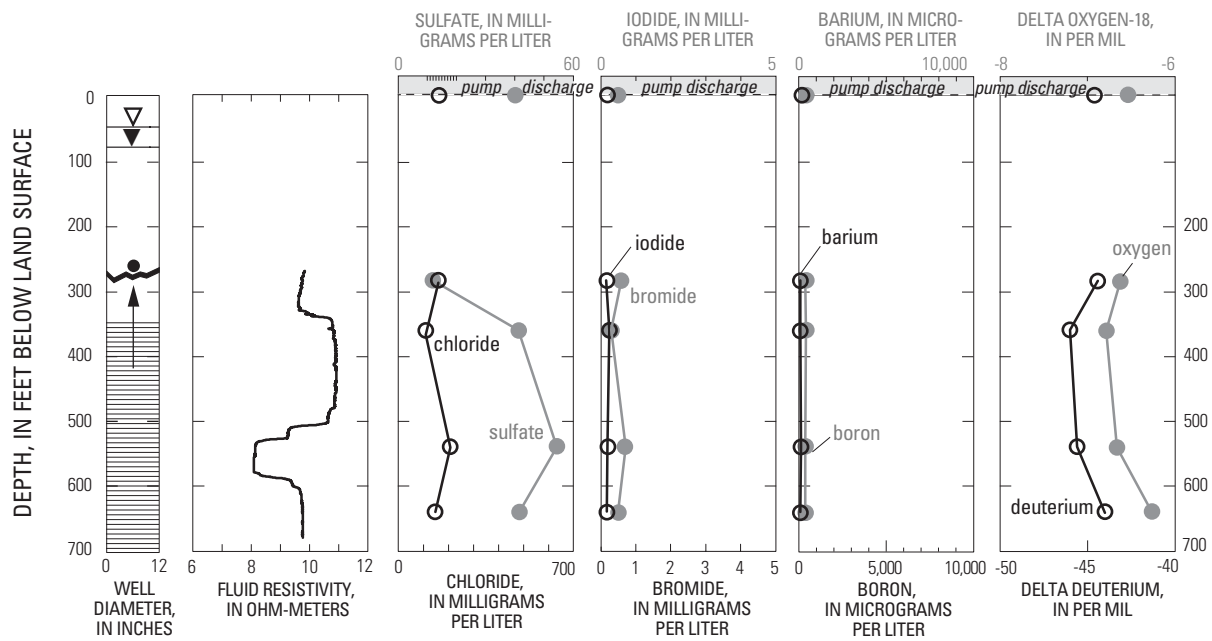 SULFATE, IN MILLI-
GRAMS PER LITER
IODIDE, IN MILLI-
GRAMS PER LITER
BARIUM, IN MICRO-
GRAMS PER LITER
DELTA OXYGEN-18,
IN PER MIL
0 60 0 5 0 10,000 -8 -6
pump discharge pump discharge pump discharge pump discharge
DEPTH, IN FEET BELOW LAND SURFACE
0
100
200 200
iodide barium
oxygen
300 300
bromide
chloride
400 400
sulfate boron
500 500
600 600
deuterium
700 700
0 12 6 8 10 12 0 700 0 1 2 3 4 5 0 5,000 10,000 -50 -45 -40
WELL
DIAMETER,
IN INCHES
FLUID RESISTIVITY,
IN OHM-METERS
CHLORIDE,
IN MILLIGRAMS
PER LITER
BROMIDE,
IN MILLIGRAMS
PER LITER
BORON,
IN MICROGRAMS
PER LITER
DELTA DEUTERIUM,
IN PER MIL